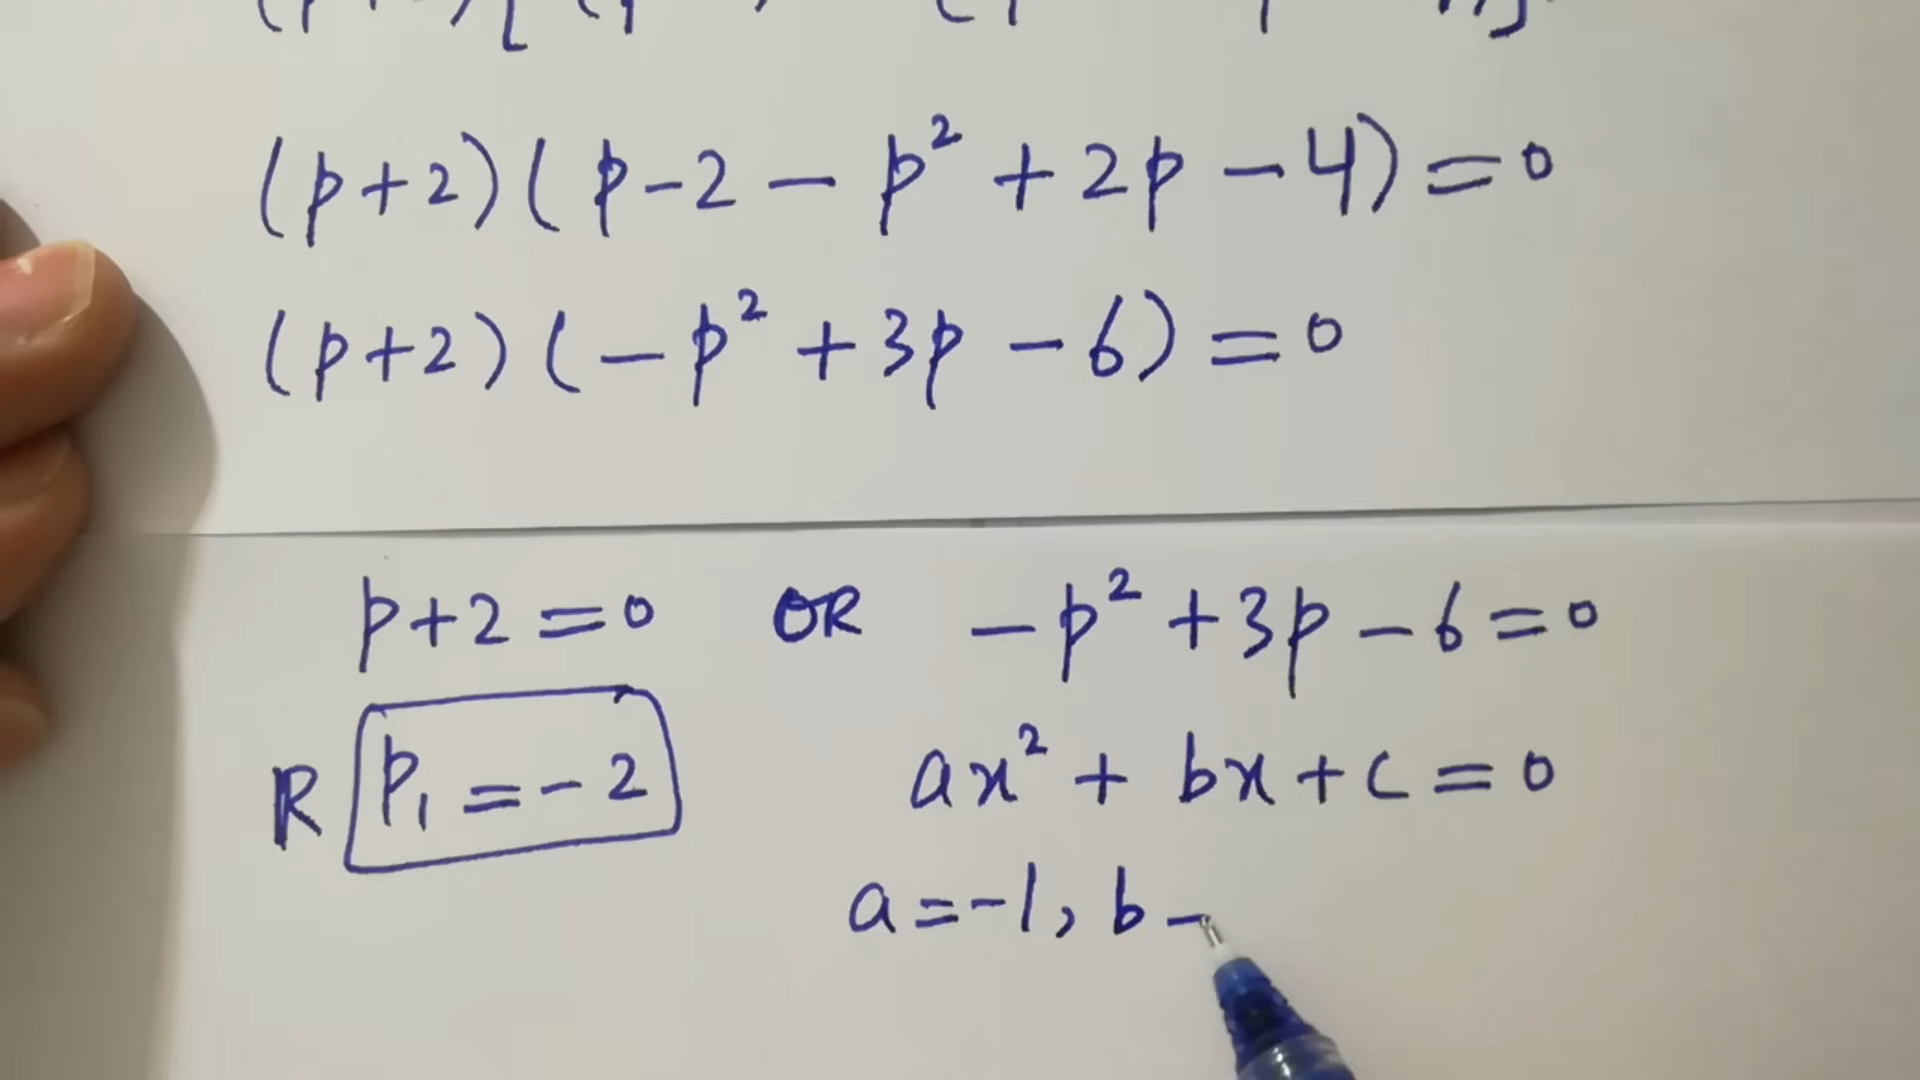 (p+2)(p-2-p²+2p-4)=0
(p+2)(-p²+3p-6)=0
p+2=0 OR -p²+3p-6=0
R p₁=-2 ax²+bx+c=0
a=-1, b